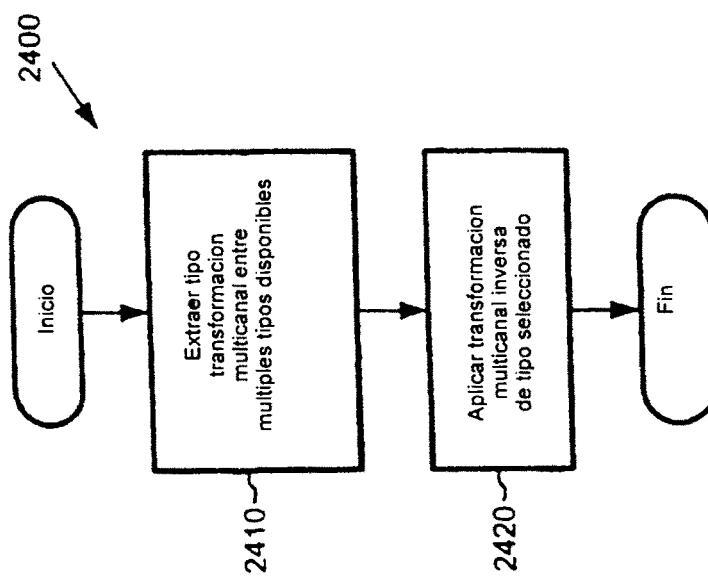 2400
Inicio
Extraer tipo
transformacion
multicanal entre
multiples tipos disponibles
2410
Aplicar transformacion
multicanal inversa
de tipo seleccionado
2420
Fin